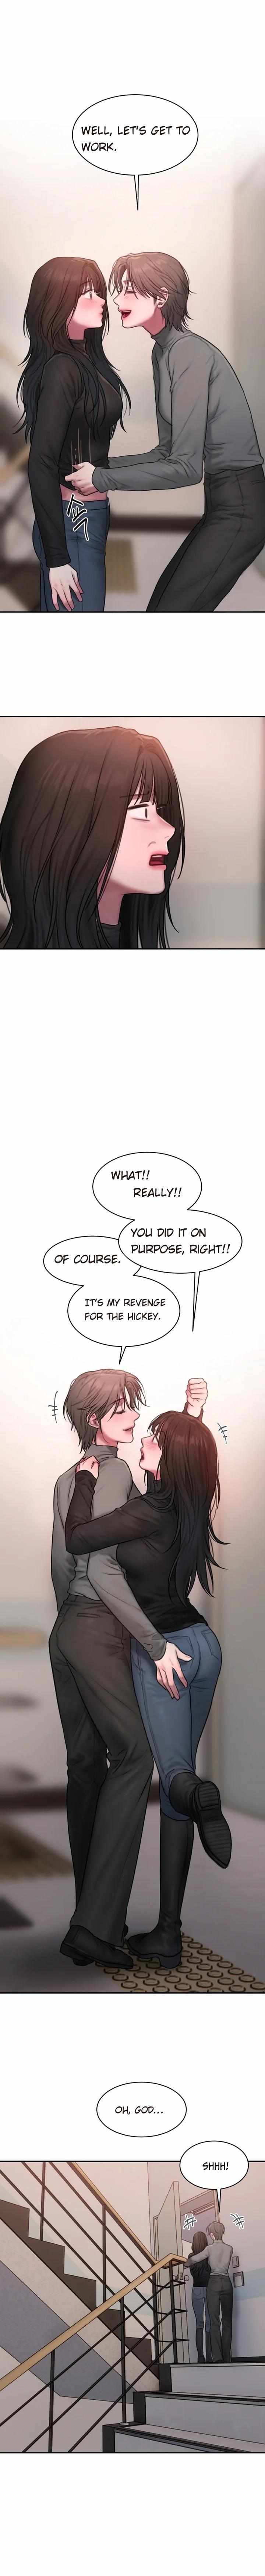 WELL, LET'S GET TO
WORK.
WHAT!!
REALLY!!
YOU DID IT ON
PURPOSE, RIGHT!!
OF COURSE.
IT'S MY REVENGE
FOR THE HICKEY.
OH, GOD...
SHHH!